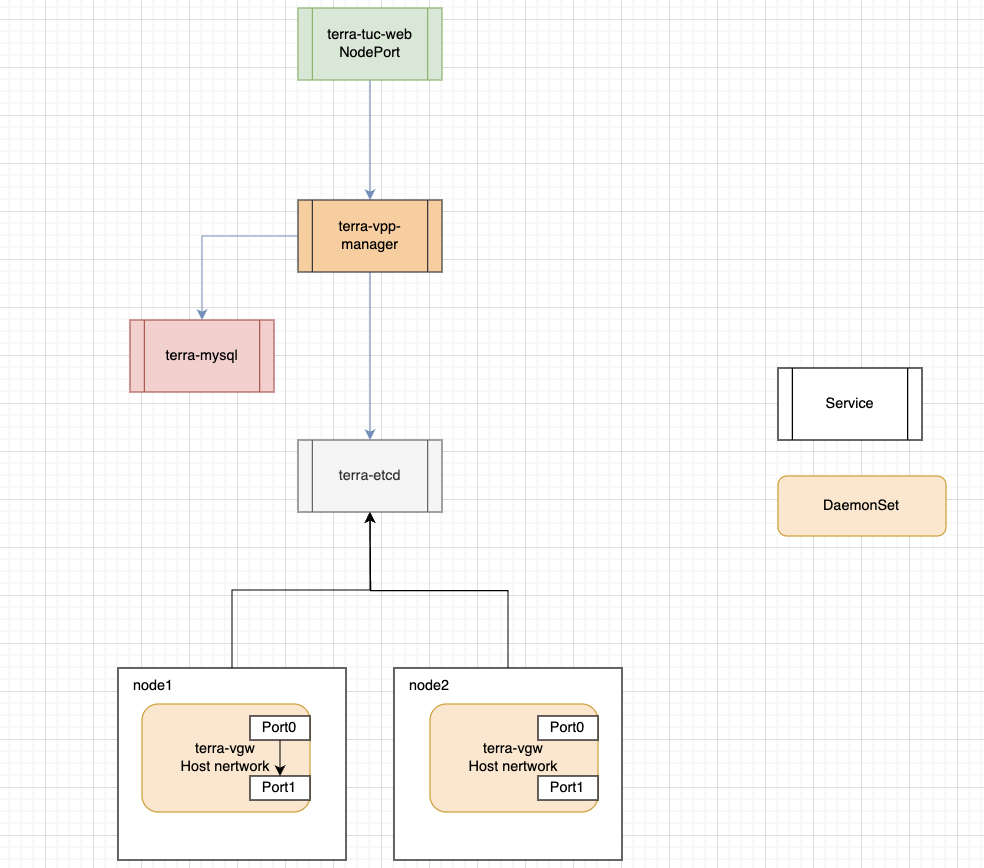 terra-tuc-web
NodePort
terra-vpp-
manager
terra-mysql
Service
terra-etcd
DaemonSet
node1
node2
Port0
terra-vgw
Host nertwork
Port1
Port0
terra-vgw
Host nertwork
Port1